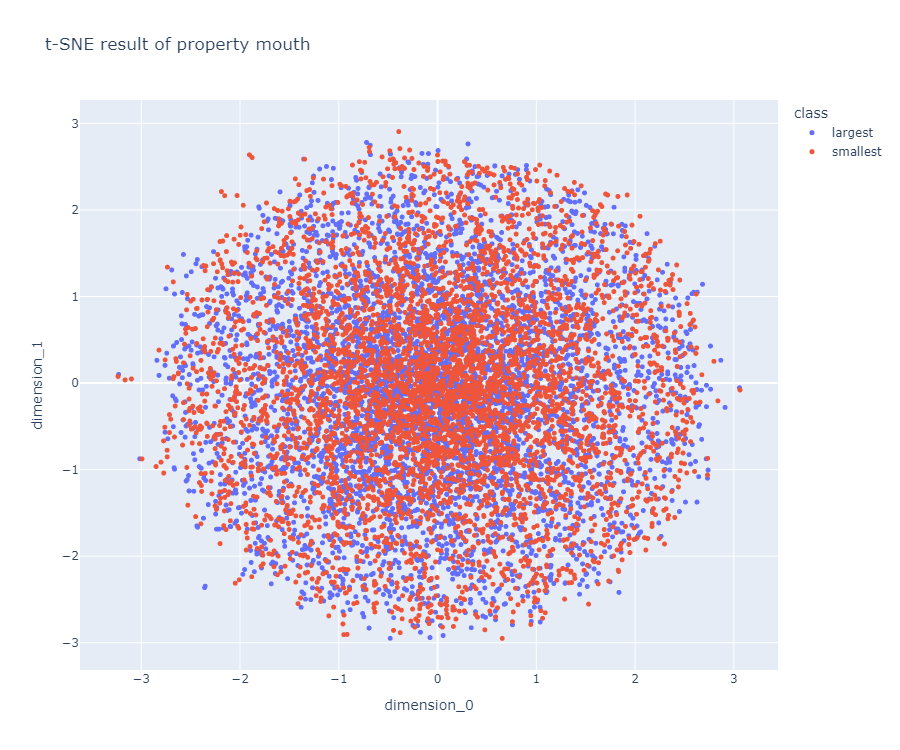 t-SNE result of property mouth
class
largest
smallest
3
2
1
0
−1
−2
−3
dimension_1
−3
−2
−1
0
1
2
3
dimension_0